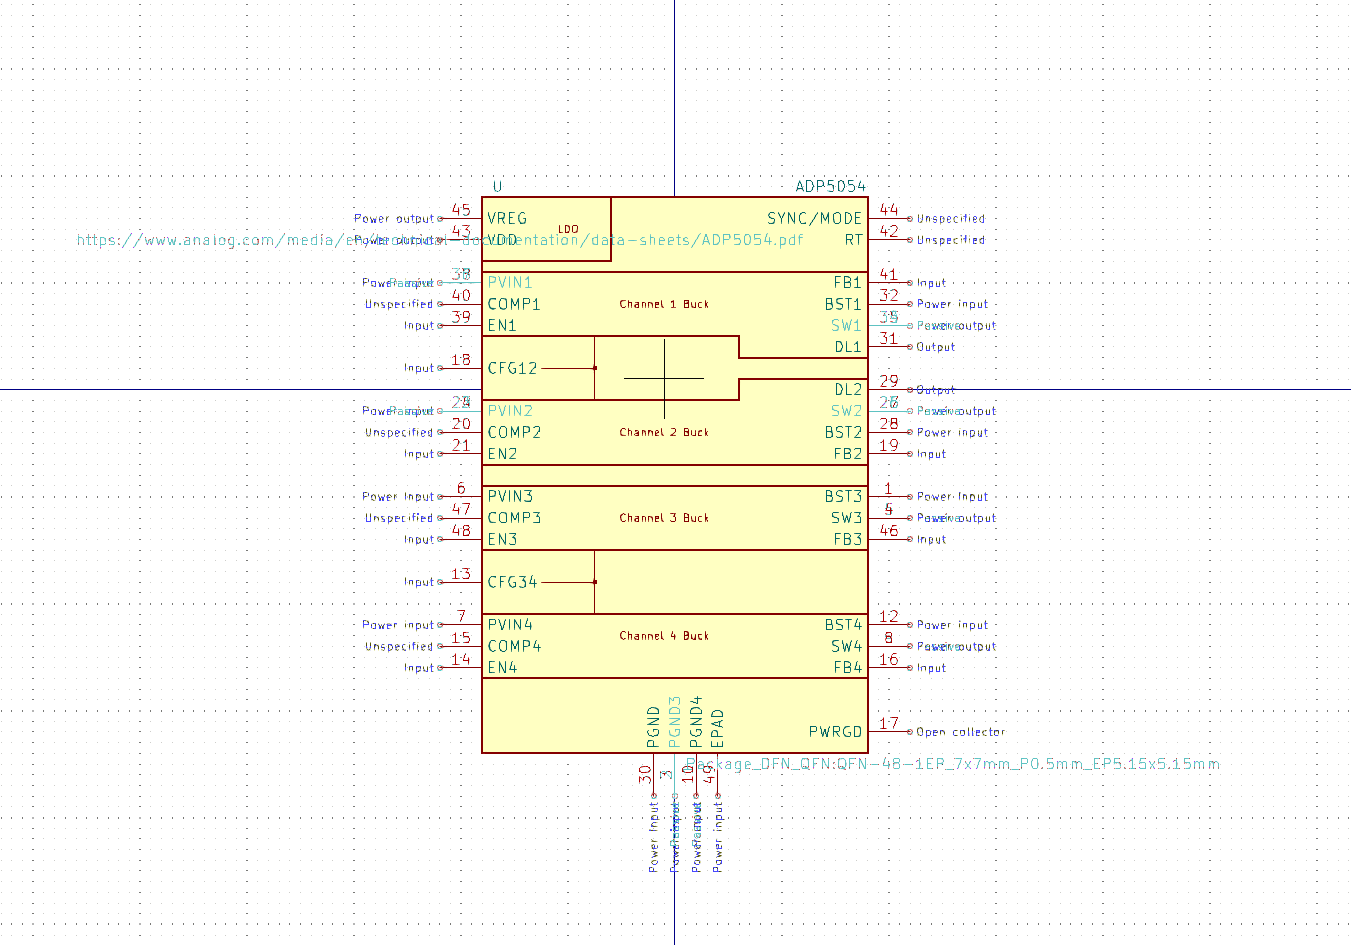 U ADP5054
Power output 45 VREG LDO SYNC/MODE 44 Unspecified
Power output 43 VDD RT 42 Unspecified
https://www.analog.com/media/en/technical-documentation/data-sheets/ADP5054.pdf
Power input Passive PVIN1 FB1 41 Input
Unspecified 40 COMP1 Channel 1 Buck BST1 32 Power input
Input 39 EN1 SW1 Power output
DL1 31 Output
Input 18 CFG12
DL2 29 Output
Power input Passive PVIN2 SW2 Power output
Unspecified 20 COMP2 Channel 2 Buck BST2 28 Power input
Input 21 EN2 FB2 19 Input
Power input 6 PVIN3 BST3 1 Power input
Unspecified 47 COMP3 Channel 3 Buck SW3 Power output
Input 48 EN3 FB3 46 Input
Input 13 CFG34
Power input 7 PVIN4 BST4 12 Power input
Unspecified 15 COMP4 Channel 4 Buck SW4 Power output
Input 14 EN4 FB4 16 Input
PGND PGND3 PGND4 EPAD
PWRGD 17 Open collector
Package_DFN_QFN:QFN-48-1EP_7x7mm_P0.5mm_EP5.15x5.15mm
30 3 10 49
Power input Power input Power input Power input